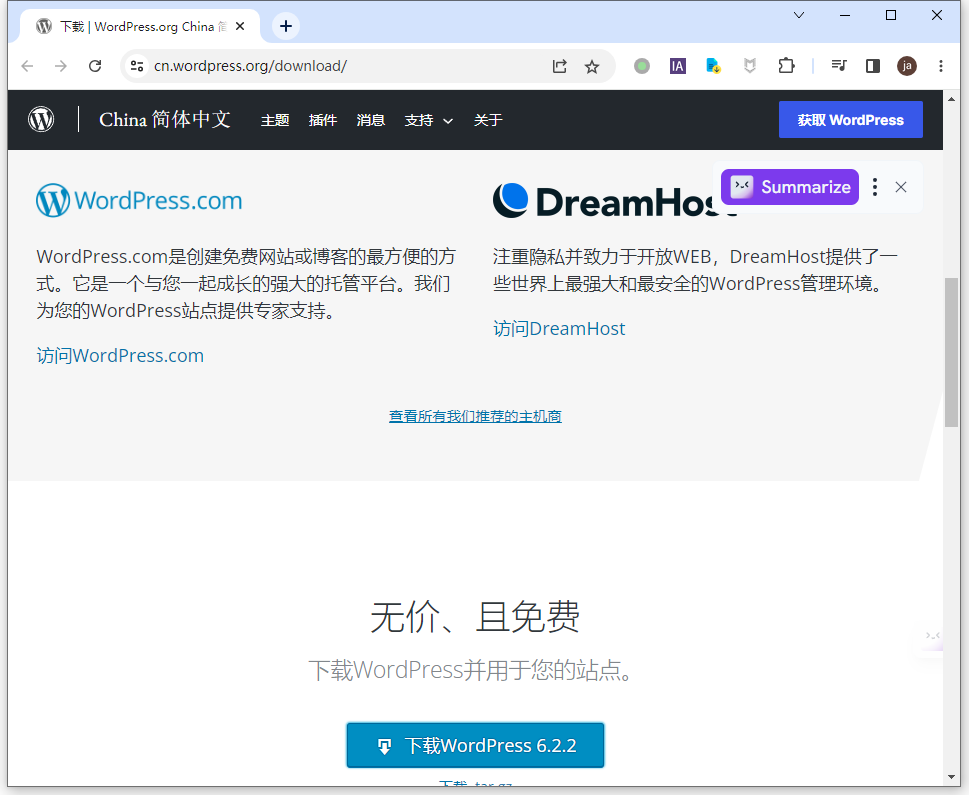 下载 | WordPress.org China 简
cn.wordpress.org/download/
IA
ja
China 简体中文
主题 插件 消息 支持 关于
获取 WordPress
Summarize
WordPress.com
WordPress.com是创建免费网站或博客的最方便的方
式。它是一个与您一起成长的强大的托管平台。我们
为您的WordPress站点提供专家支持。
访问WordPress.com
DreamHost
注重隐私并致力于开放WEB，DreamHost提供了一
些世界上最强大和最安全的WordPress管理环境。
访问DreamHost
查看所有我们推荐的主机商
无价、且免费
下载WordPress并用于您的站点。
下载WordPress 6.2.2
下载 .tar.gz